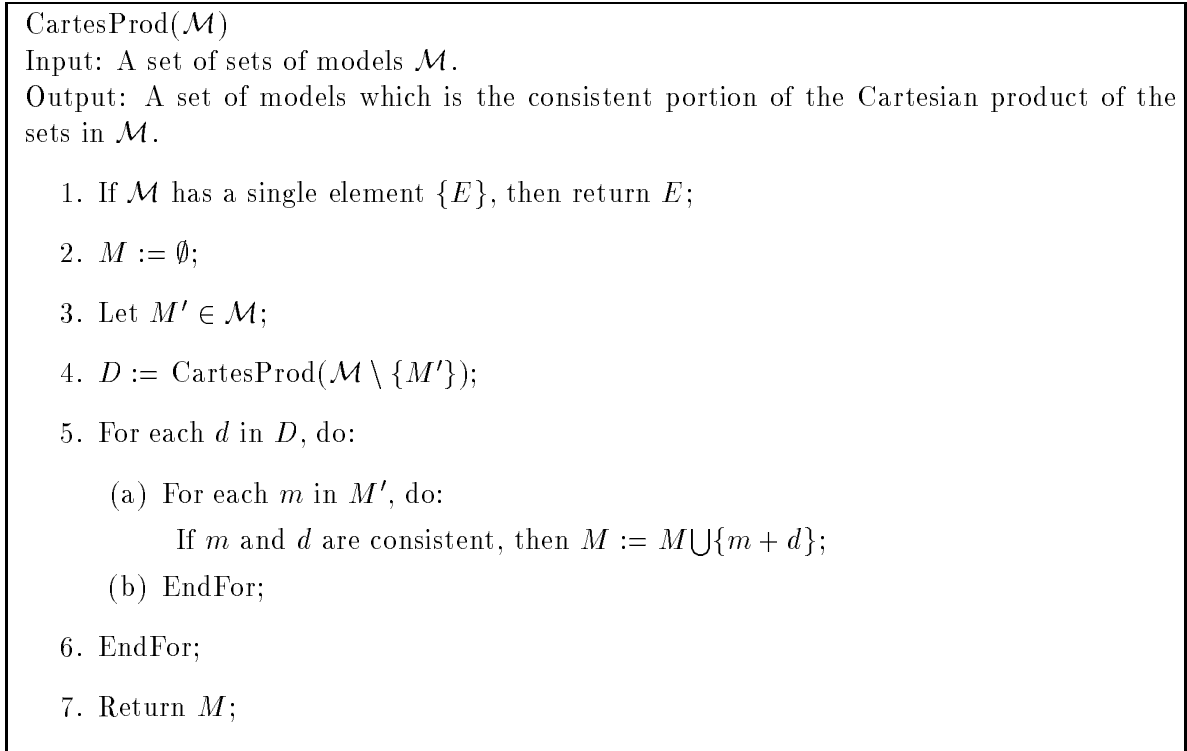 CartesProd(ℳ)
Input: A set of sets of models ℳ.
Output: A set of models which is the consistent portion of the Cartesian product of the
sets in ℳ.
1. If ℳ has a single element {E}, then return E;
2. M := ∅;
3. Let M′ ∈ ℳ;
4. D := CartesProd(ℳ \ {M′});
5. For each d in D, do:
(a) For each m in M′, do:
If m and d are consistent, then M := M⋃{m + d};
(b) EndFor;
6. EndFor;
7. Return M;